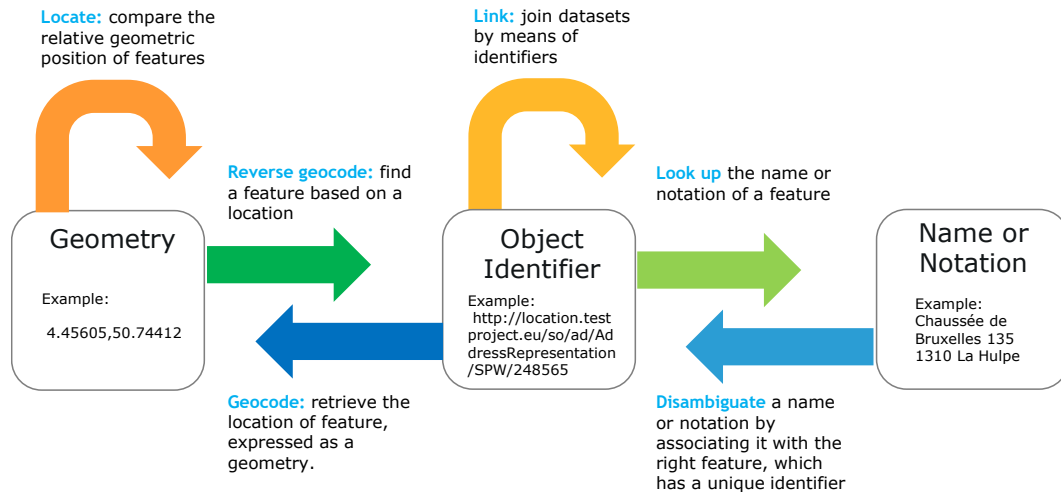 Locate: compare the
relative geometric
position of features
Link: join datasets
by means of
identifiers
Reverse geocode: find
a feature based on a
location
Look up the name or
notation of a feature
Geometry
Example:
4.45605,50.74412
Object
Identifier
Example:
http://location.test
project.eu/so/ad/Ad
dressRepresentation
/SPW/248565
Name or
Notation
Example:
Chaussée de
Bruxelles 135
1310 La Hulpe
Geocode: retrieve the
location of feature,
expressed as a
geometry.
Disambiguate a name
or notation by
associating it with the
right feature, which
has a unique identifier